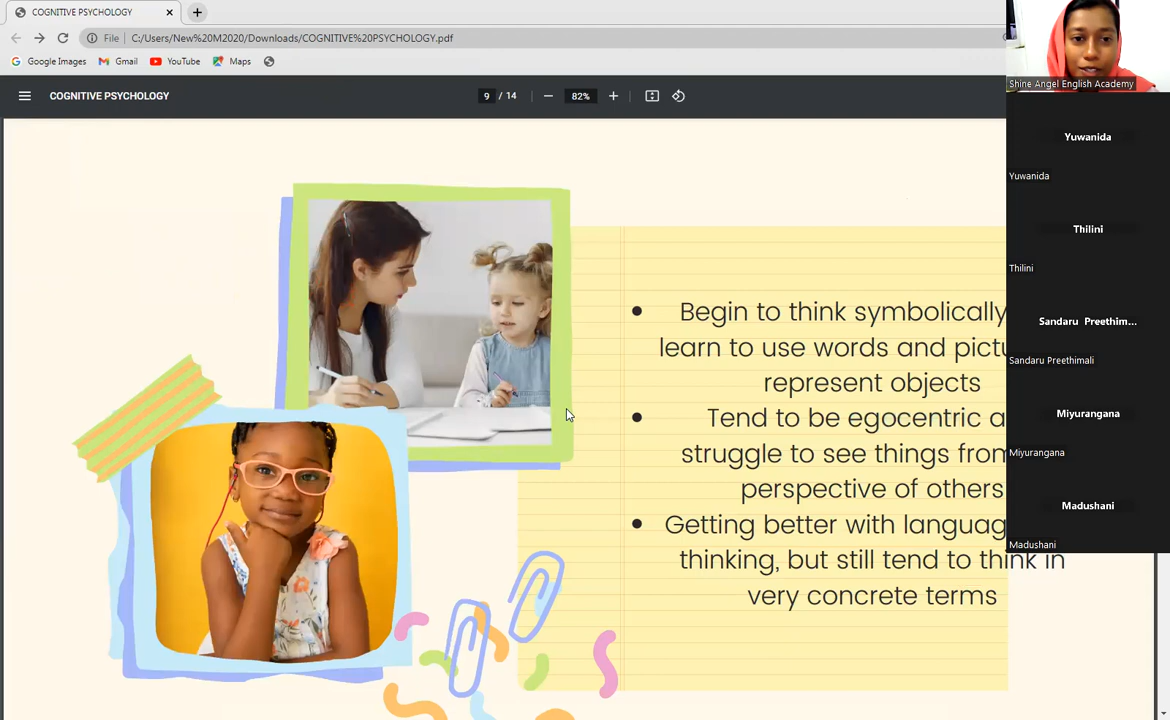 COGNITIVE PSYCHOLOGY
File C:/Users/New%20M2020/Downloads/COGNITIVE%20PSYCHOLOGY.pdf
Google Images Gmail YouTube Maps
COGNITIVE PSYCHOLOGY 9 / 14 82%
Shine Angel English Academy
Yuwanida
Yuwanida
Thilini
Thilini
Sandaru Preethim...
Sandaru Preethimali
Miyurangana
Miyurangana
Madushani
Madushani
Begin to think symbolically
learn to use words and
represent objects
Tend to be egocentric
struggle to see things
perspective of others
Getting better with
thinking, but still tend to think in
very concrete terms